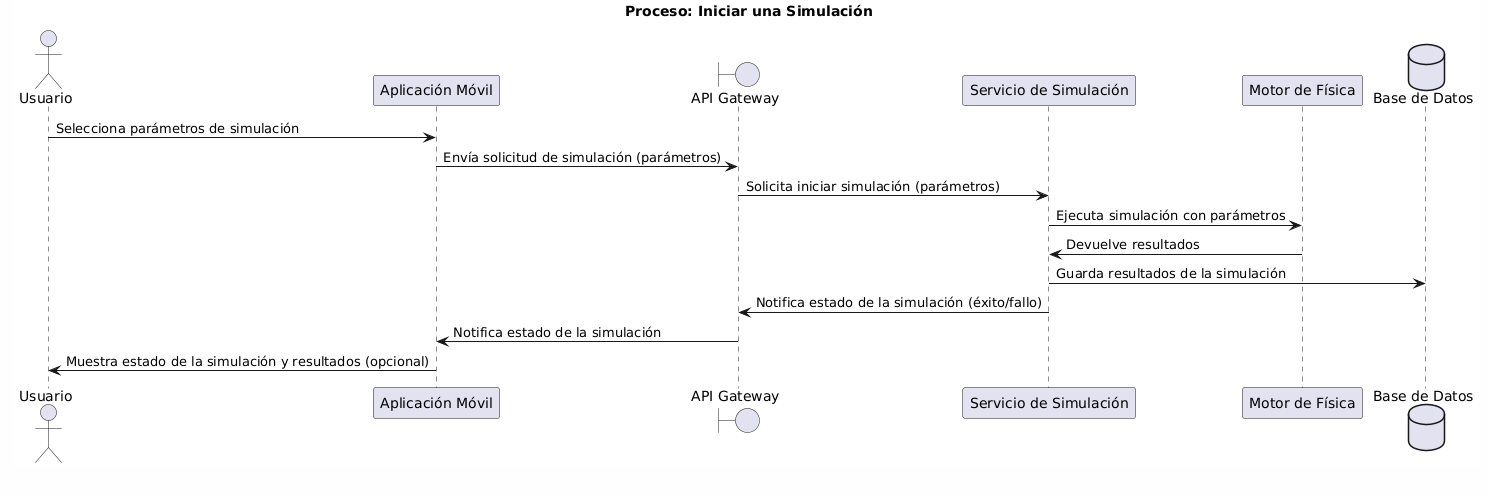 Proceso: Iniciar una Simulación
Usuario
Aplicación Móvil
API Gateway
Servicio de Simulación
Motor de Física
Base de Datos
Selecciona parámetros de simulación
Envía solicitud de simulación (parámetros)
Solicita iniciar simulación (parámetros)
Ejecuta simulación con parámetros
Devuelve resultados
Guarda resultados de la simulación
Notifica estado de la simulación (éxito/fallo)
Notifica estado de la simulación
Muestra estado de la simulación y resultados (opcional)
Usuario
Aplicación Móvil
API Gateway
Servicio de Simulación
Motor de Física
Base de Datos